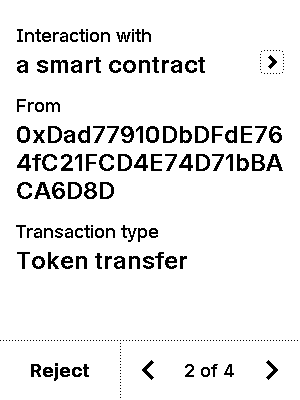 Interaction with
a smart contract
From
0xDad77910DbDFdE76
4fC21FCD4E74D71bBA
CA6D8D
Transaction type
Token transfer
Reject
2 of 4